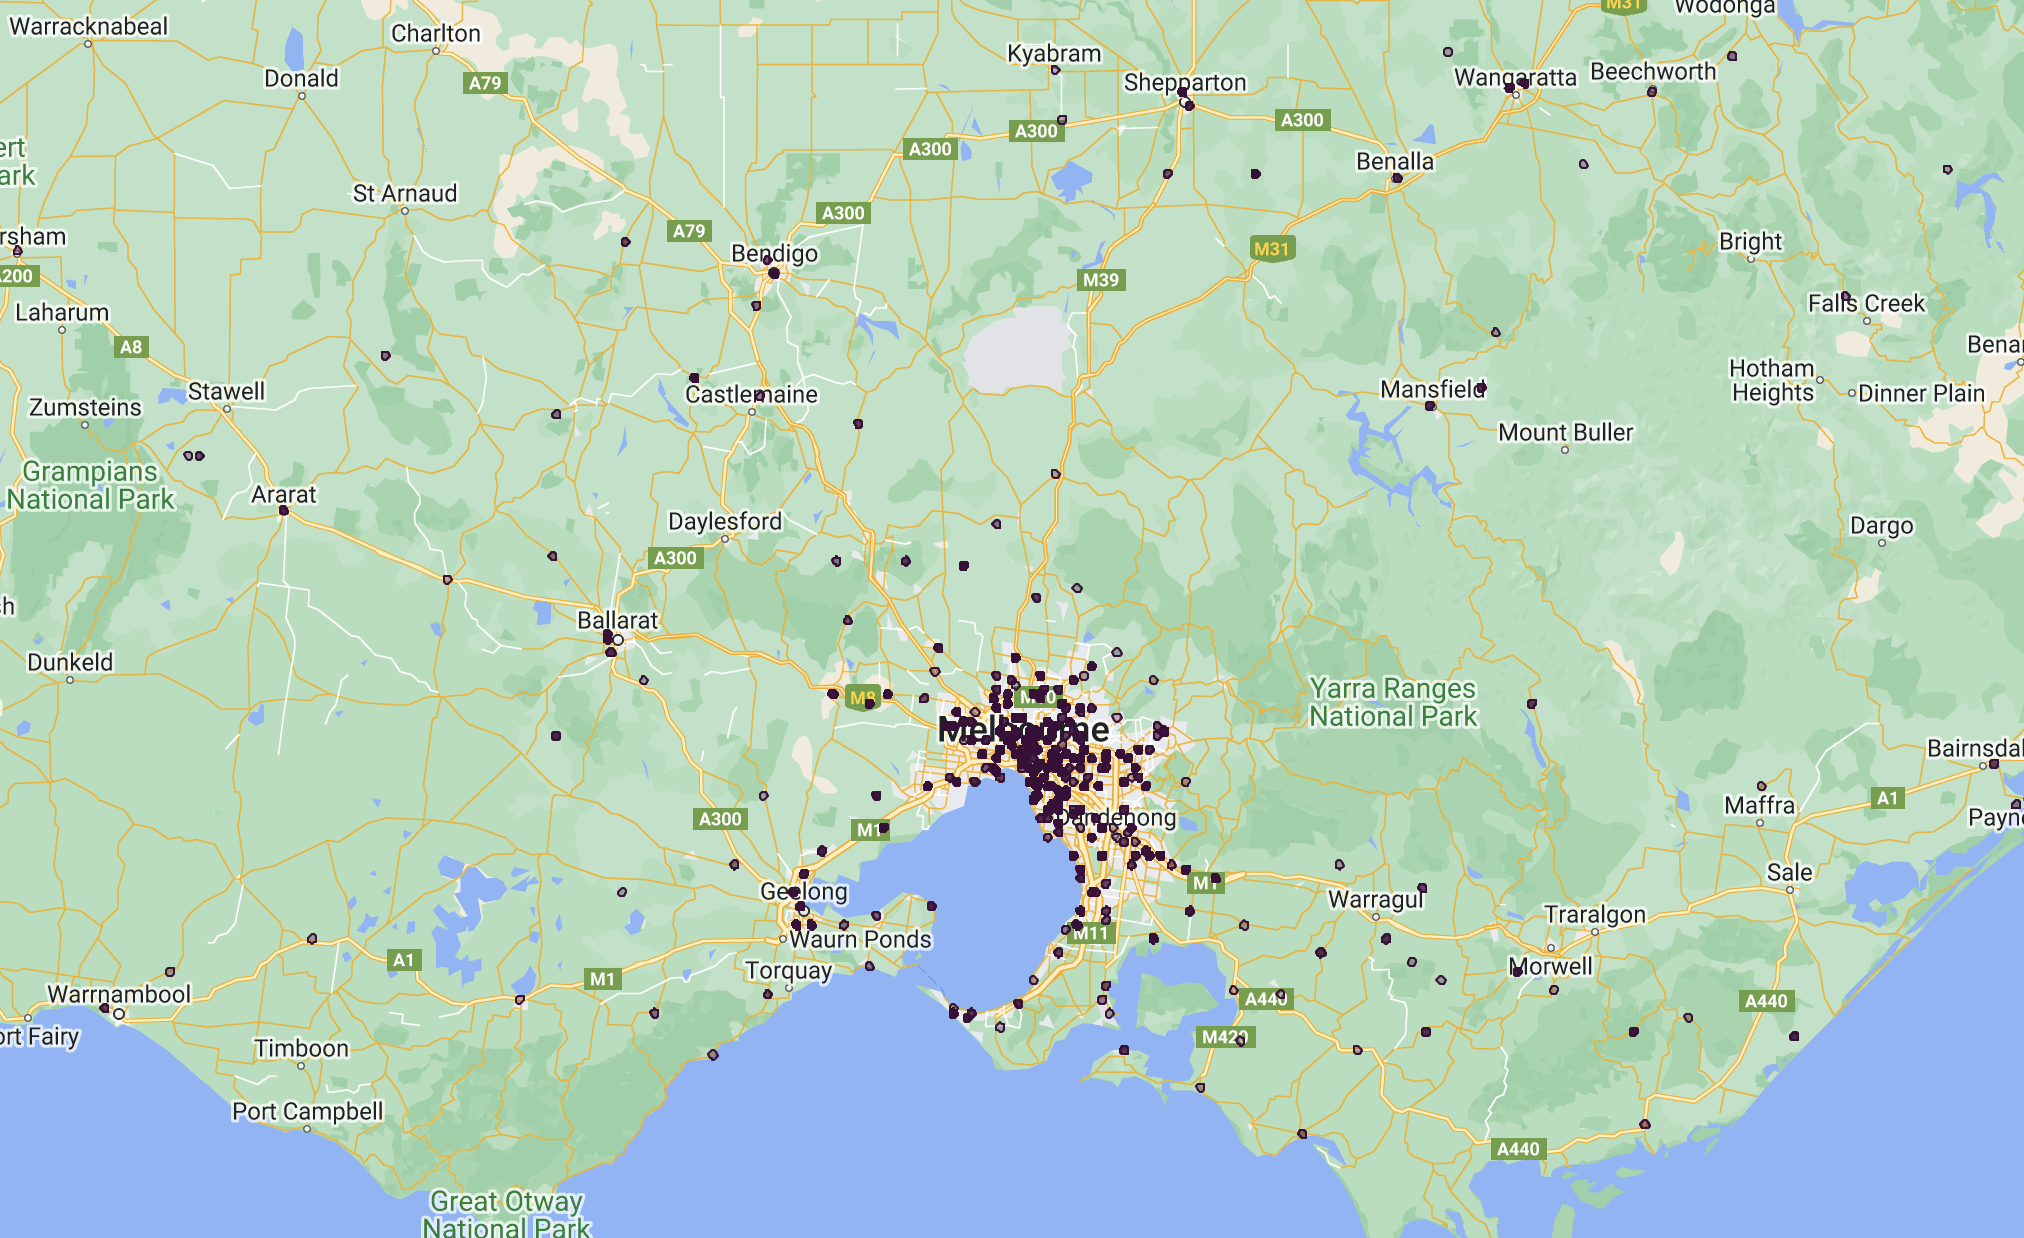 M31
Wodonga
Warracknabeal
Charlton
Kyabram
Donald
A79
Shepparton
Wangaratta
Beechworth
A300
A300
A300
ert
ark
Benalla
St Arnaud
A300
A79
rsham
Bendigo
M31
Bright
A200
M39
Laharum
Falls Creek
A8
Benar
Hotham
Heights
Stawell
Castlemaine
Mansfield
Dinner Plain
Zumsteins
Mount Buller
Grampians
National Park
Ararat
Daylesford
Dargo
A300
h
Ballarat
Dunkeld
Yarra Ranges
National Park
M8
Melbourne
Bairnsdal
A1
Maffra
A300
Dandenong
Payne
M1
Sale
Geelong
M1
Warragul
Traralgon
M11
Waurn Ponds
A1
Torquay
M1
Morwell
Warrnambool
A440
A440
ort Fairy
M420
Timboon
Port Campbell
A440
Great Otway
National Park